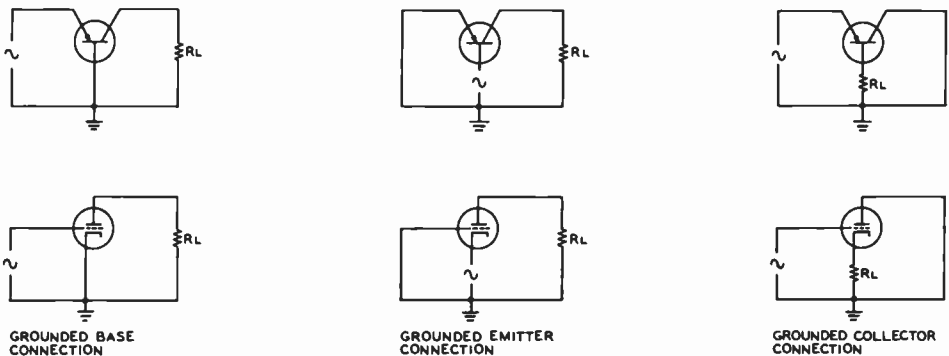 RL
RL
RL
RL
RL
RL
GROUNDED BASE
CONNECTION
GROUNDED EMITTER
CONNECTION
GROUNDED COLLECTOR
CONNECTION